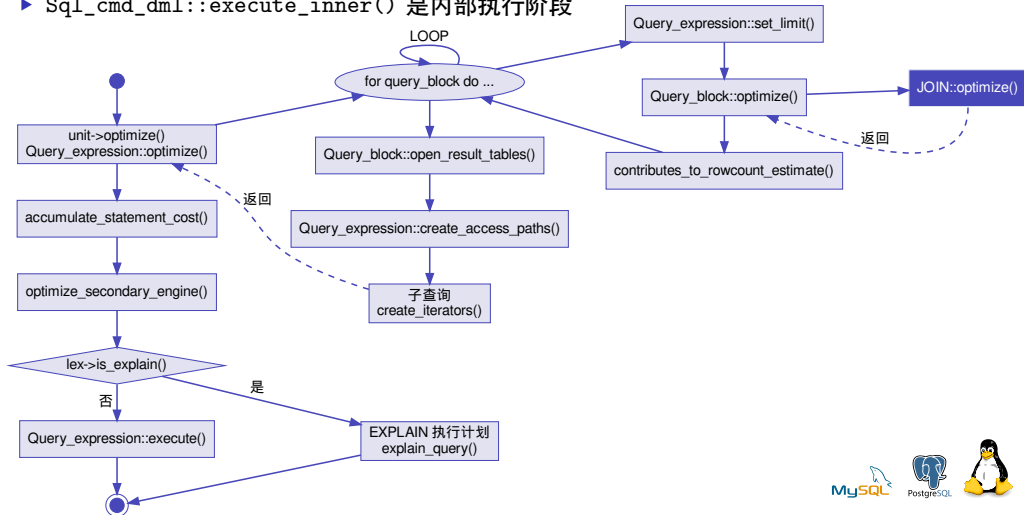 Sql_cmd_dml::execute_inner() 是内部执行阶段
LOOP
Query_expression::set_limit()
for query_block do ...
Query_block::optimize()
JOIN::optimize()
unit->optimize()
Query_expression::optimize()
返回
Query_block::open_result_tables()
contributes_to_rowcount_estimate()
返回
accumulate_statement_cost()
Query_expression::create_access_paths()
optimize_secondary_engine()
子查询
create_iterators()
lex->is_explain()
是
否
Query_expression::execute()
EXPLAIN 执行计划
explain_query()
MySQL
PostgreSQL